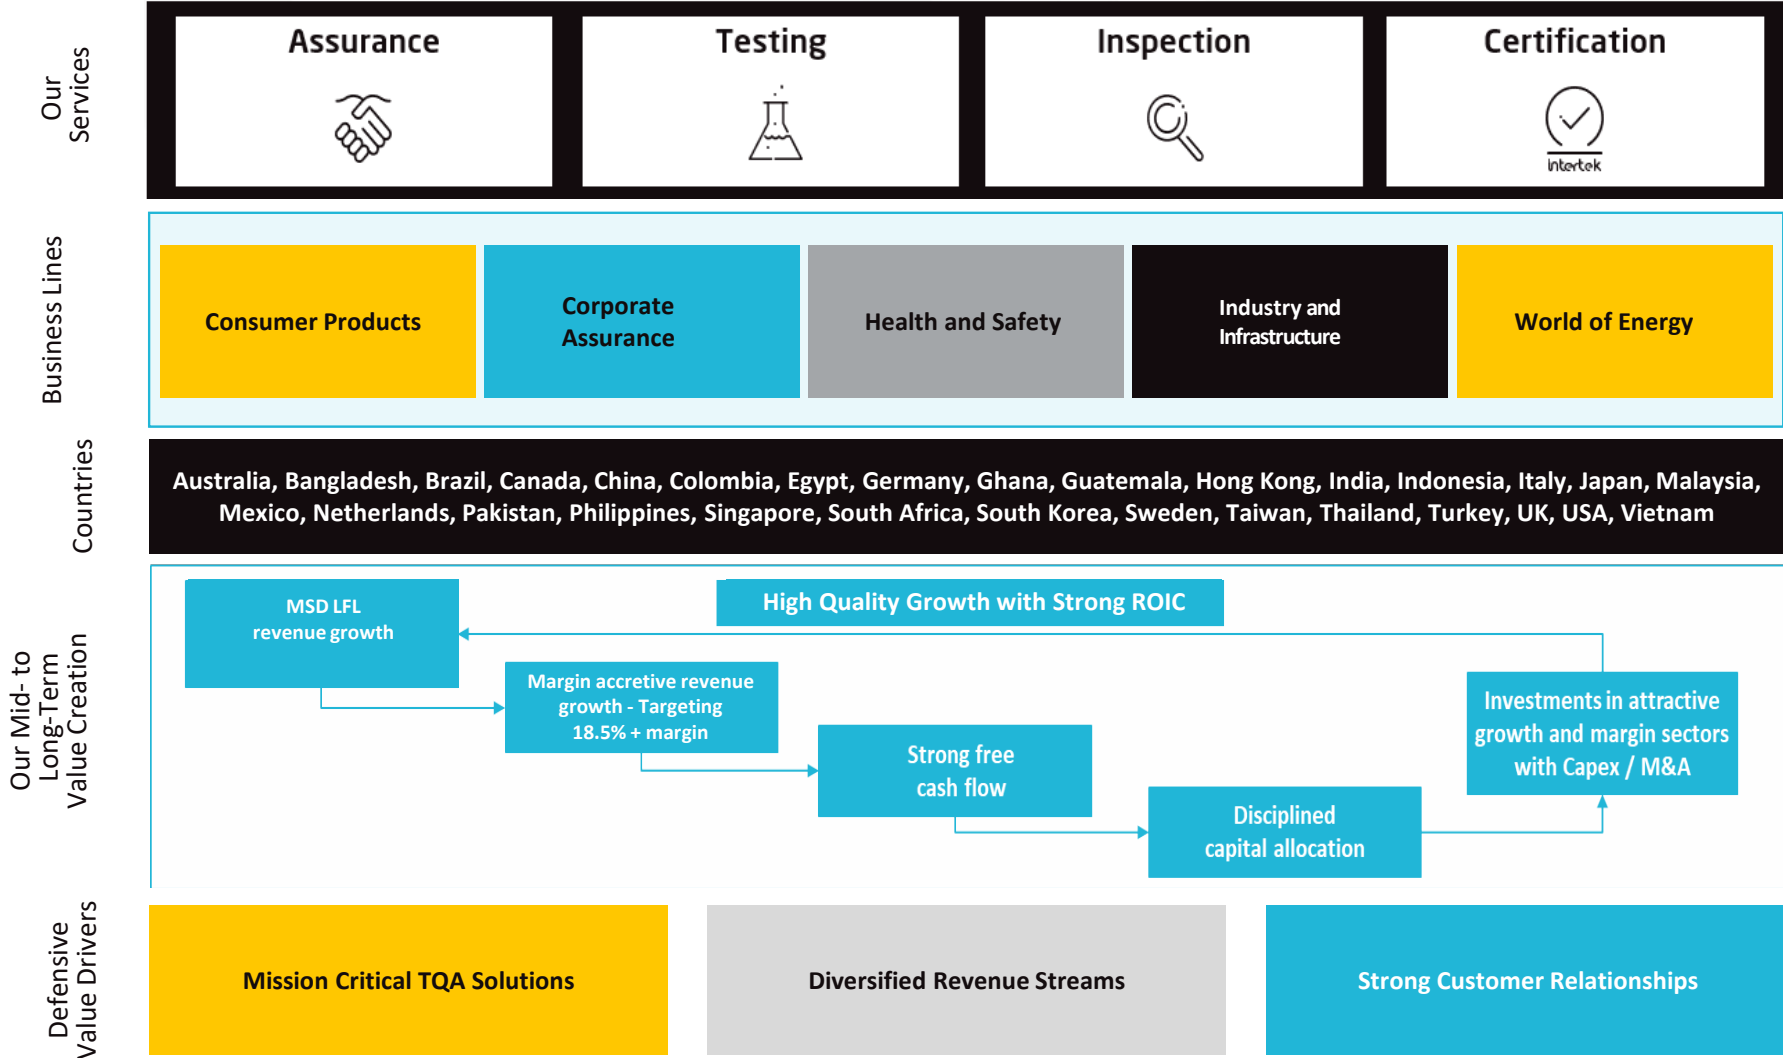 Our
Services
Assurance
Testing
Inspection
Certification
intertek
Business Lines
Consumer Products
Corporate
Assurance
Health and Safety
Industry and
Infrastructure
World of Energy
Countries
Australia, Bangladesh, Brazil, Canada, China, Colombia, Egypt, Germany, Ghana, Guatemala, Hong Kong, India, Indonesia, Italy, Japan, Malaysia,
Mexico, Netherlands, Pakistan, Philippines, Singapore, South Africa, South Korea, Sweden, Taiwan, Thailand, Turkey, UK, USA, Vietnam
Our Mid- to
Long-Term
Value Creation
High Quality Growth with Strong ROIC
MSD LFL
revenue growth
Margin accretive revenue
growth - Targeting
18.5% + margin
Strong free
cash flow
Disciplined
capital allocation
Investments in attractive
growth and margin sectors
with Capex / M&A
Defensive
Value Drivers
Mission Critical TQA Solutions
Diversified Revenue Streams
Strong Customer Relationships